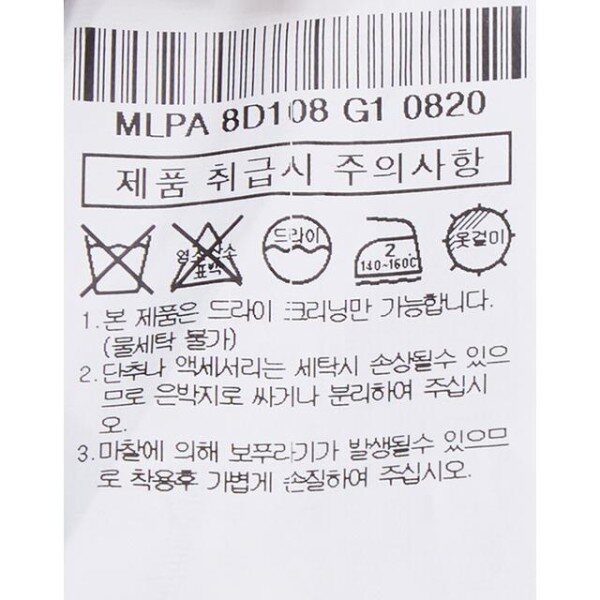 MLPA 8D108 G1 0820
제품 취급시 주의사항
염소산수
표백
드라이
2
140~160℃
옷걸미
1.본 제품은 드라이 크리닝만 가능합니다.
(물세탁 불가)
2.단추나 액세서리는 세탁시 손상될수 있으
므로 은박지로 싸거나 분리하여 주십시
오.
3.마찰에 의해 보푸라기가 발생될수 있으므
로 착용후 가볍게 손질하여 주십시오.